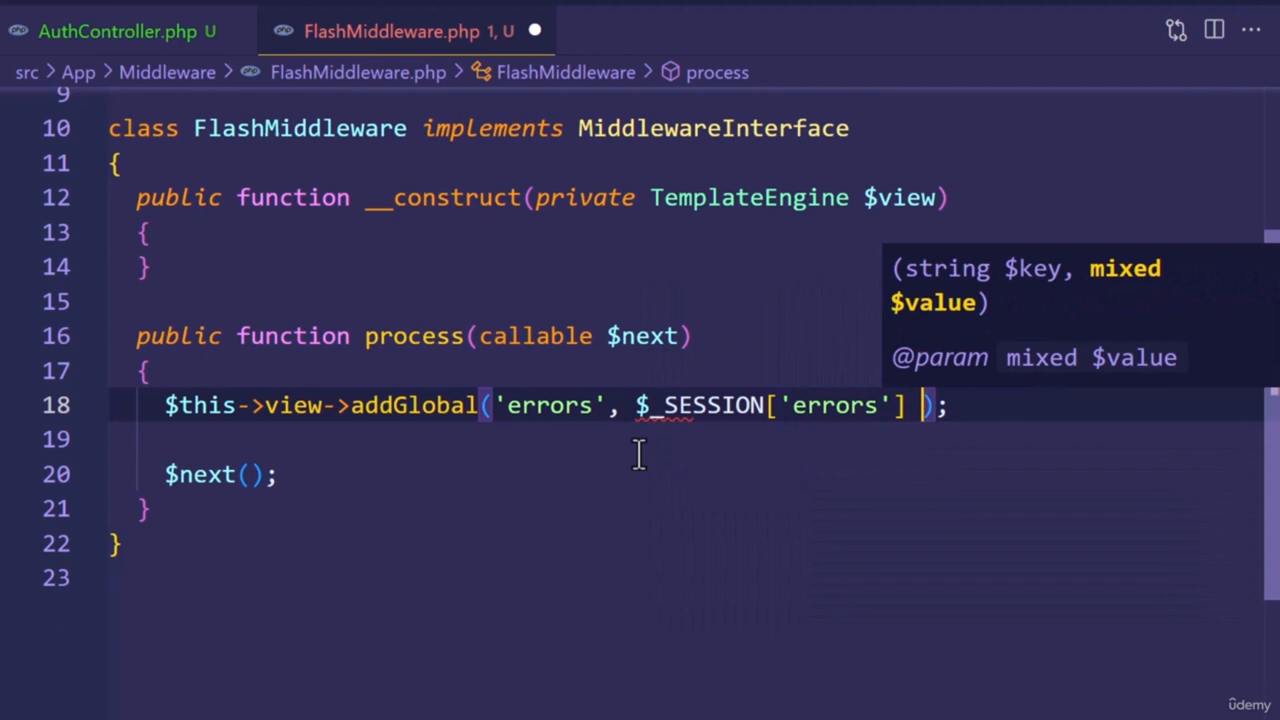 AuthController.php U
FlashMiddleware.php 1, U
src > App > Middleware > FlashMiddleware.php > FlashMiddleware > process
9
10 class FlashMiddleware implements MiddlewareInterface
11 {
12 public function __construct(private TemplateEngine $view)
13 {
14 }
15
16 public function process(callable $next)
17 {
18 $this->view->addGlobal('errors', $_SESSION['errors'] );
19
20 $next();
21 }
22 }
23
(string $key, mixed
$value)
@param mixed $value
ûdemy